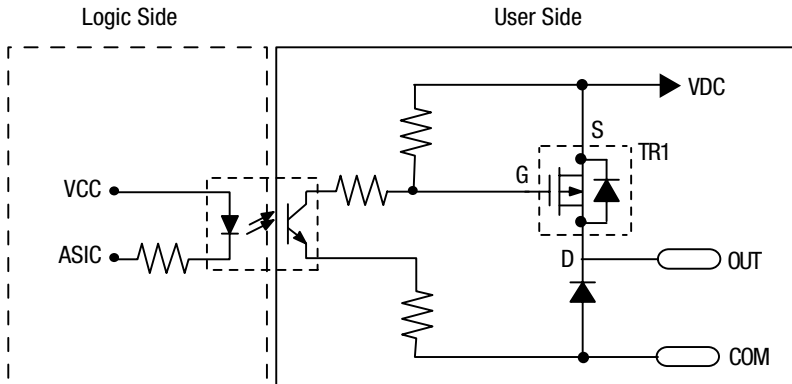 Logic Side
User Side
VDC
S
TR1
G
VCC
ASIC
D
OUT
COM